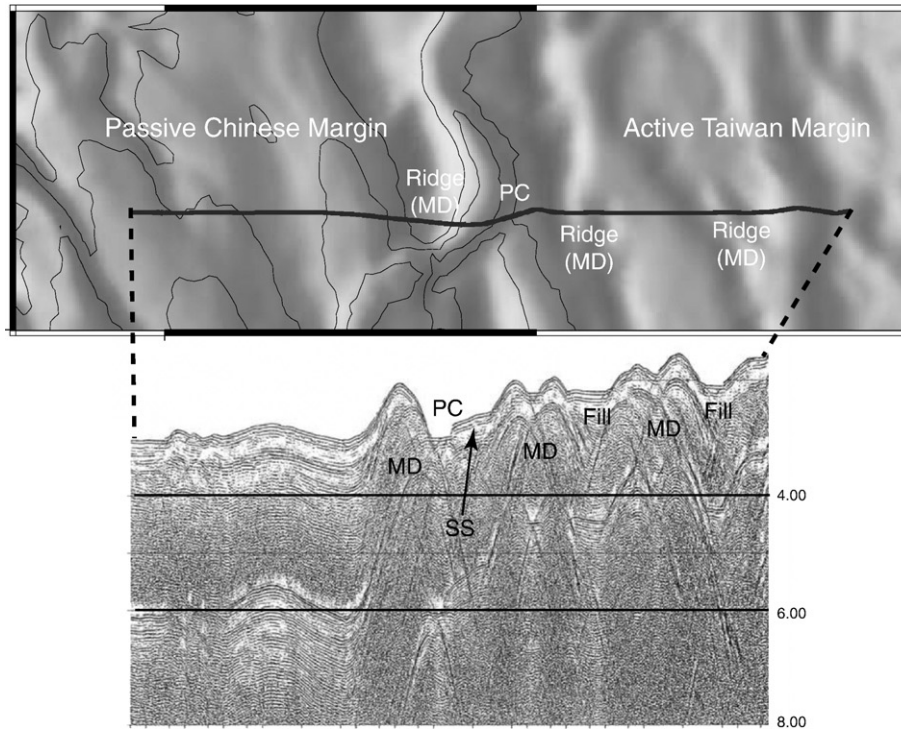 Passive Chinese Margin
Active Taiwan Margin
Ridge
(MD)
PC
Ridge
(MD)
Ridge
(MD)
PC
Fill
Fill
MD
MD
MD
SS
4.00
6.00
8.00